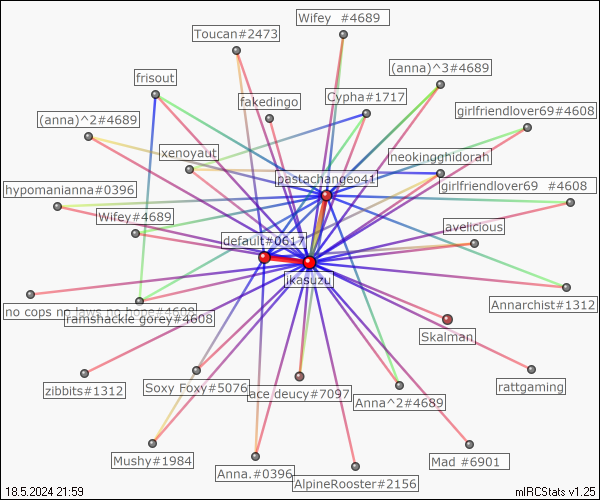 Wifey  #4689
Toucan#2473
(anna)^3#4689
frisout
fakedingo
Cypha#1717
girlfriendlover69#4608
(anna)^2#4689
xenoyaut
neokingghidorah
pastachangeo41
hypomanianna#0396
girlfriendlover69  #4608
Wifey#4689
avelicious
default#0617
ikasuzu
Annarchist#1312
no cops no laws no hope#4608
ramshackle gorey#4608
Skalman
zibbits#1312
Soxy Foxy#5076
ace deucy#7097
rattgaming
Anna^2#4689
Mushy#1984
Anna.#0396
AlpineRooster#2156
Mad #6901
18.5.2024 21:59
mIRCStats v1.25